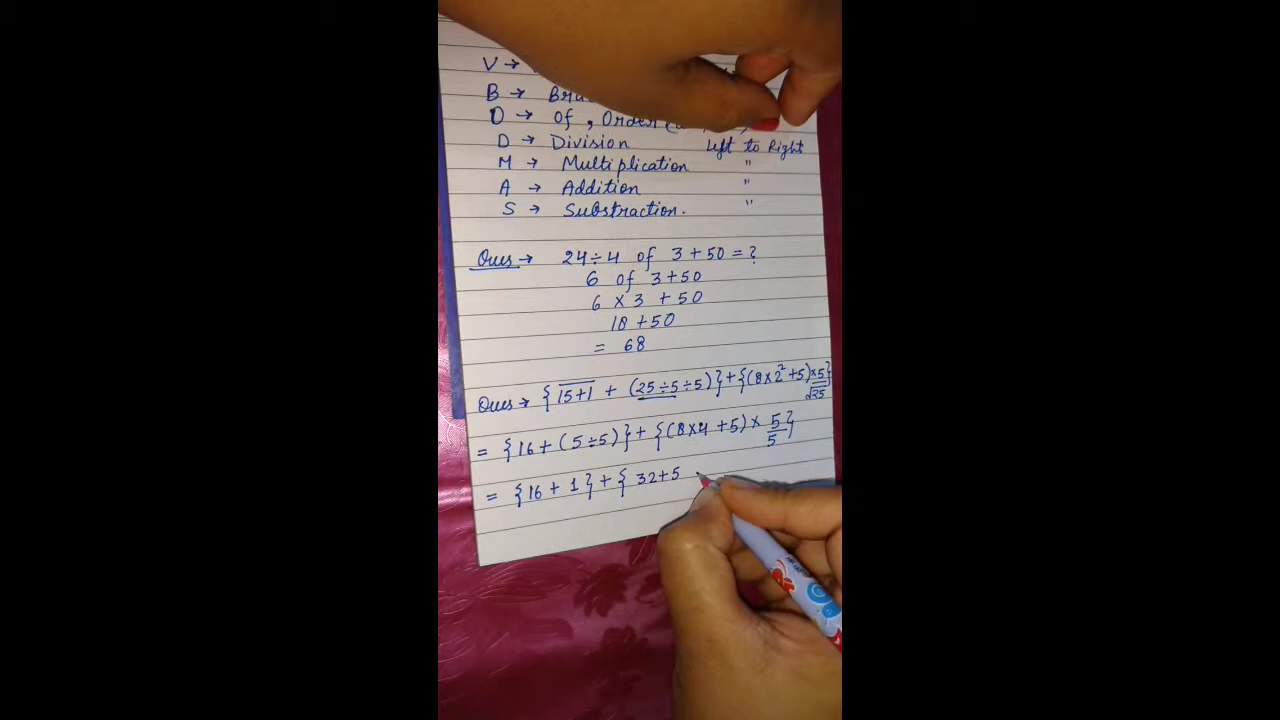 V →
B →
O → Of , Order (
D → Division Left to Right
M → Multiplication "
A → Addition "
S → Substraction. "
Ques → 24÷4 of 3+50 = ?
6 of 3+50
6 × 3 + 50
18 +50
= 68
Ques → { \overline{15+1} + (25÷5÷5)}+{(8×2²+5)×5/√25}
= {16+(5÷5)}+{(8×4+5)× 5/5}
= {16+1}+{32+5